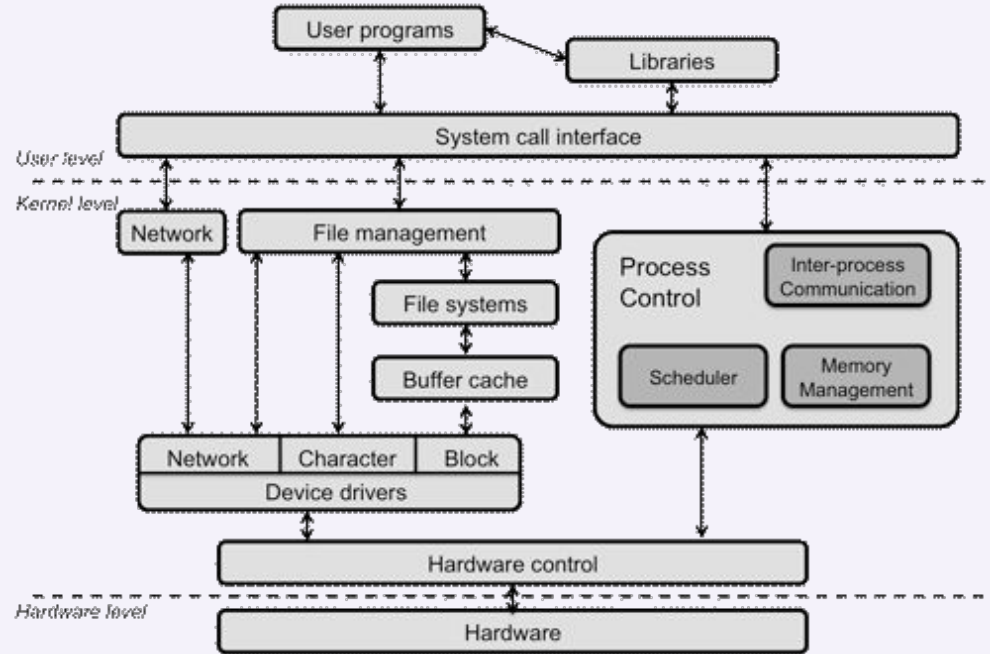 User programs
Libraries
System call interface
User level
Kernel level
Network
File management
Process
Control
Inter-process
Communication
File systems
Scheduler
Memory
Management
Buffer cache
Network
Character
Block
Device drivers
Hardware control
Hardware level
Hardware